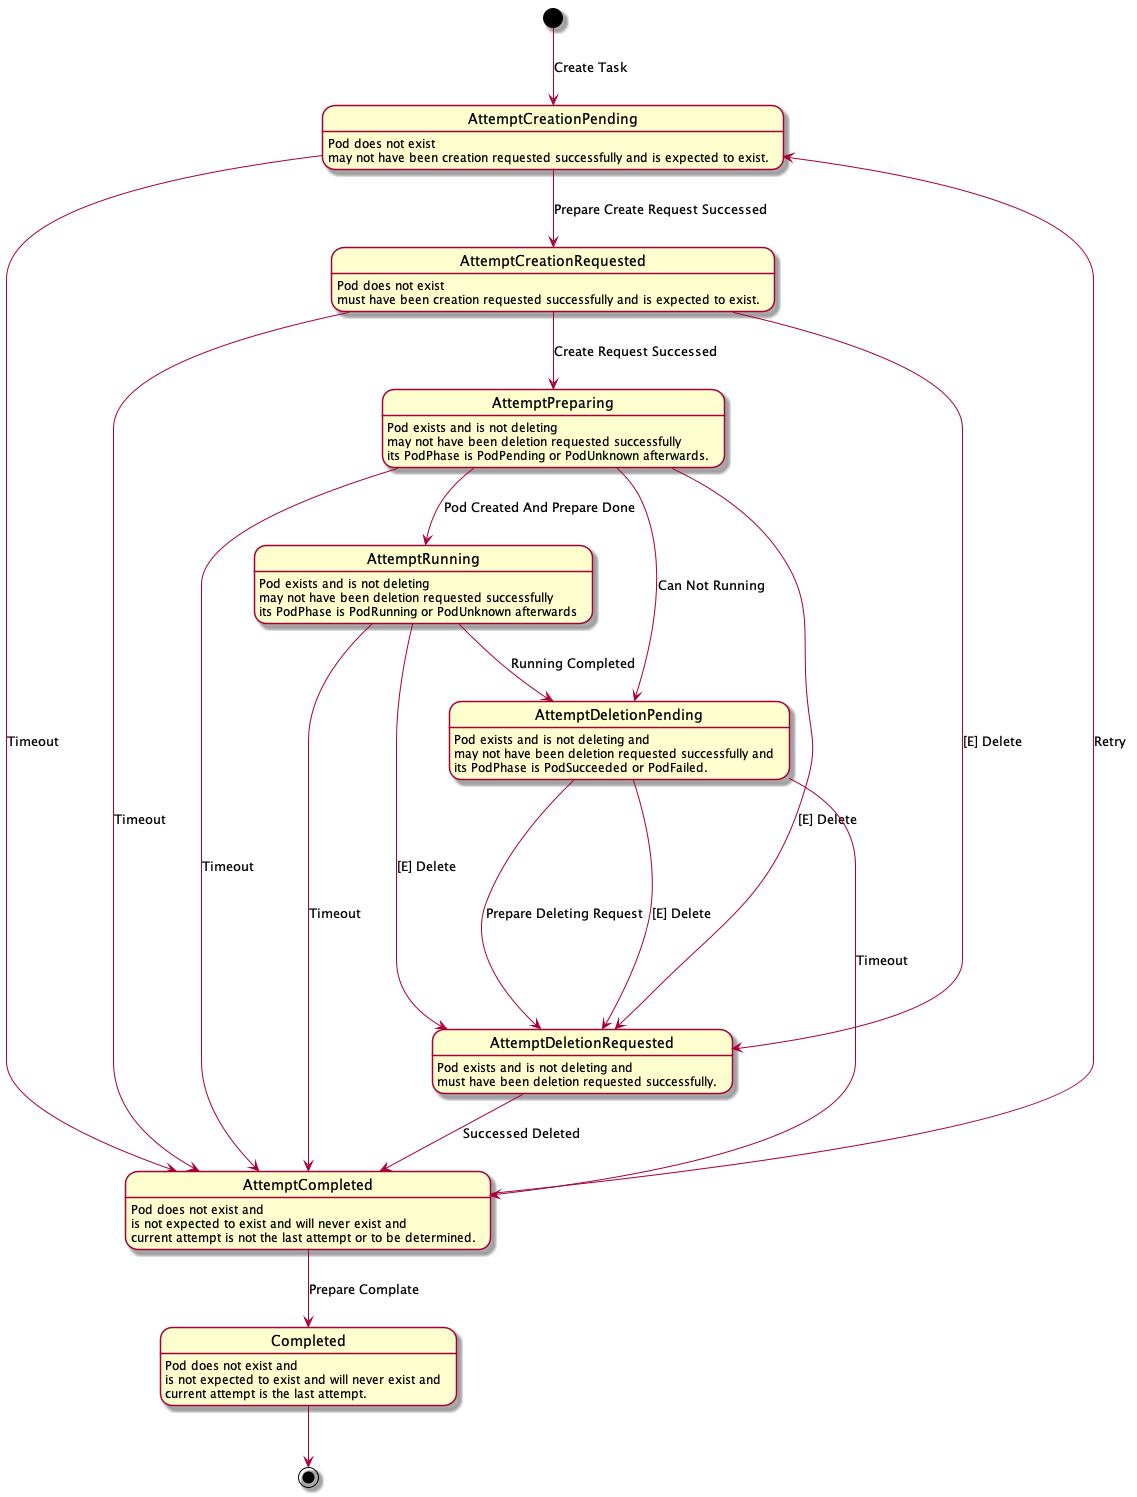 Create Task
AttemptCreationPending
Pod does not exist
may not have been creation requested successfully and is expected to exist.
Prepare Create Request Successed
AttemptCreationRequested
Pod does not exist
must have been creation requested successfully and is expected to exist.
Create Request Successed
AttemptPreparing
Pod exists and is not deleting
may not have been deletion requested successfully
its PodPhase is PodPending or PodUnknown afterwards.
Pod Created And Prepare Done
AttemptRunning
Pod exists and is not deleting
may not have been deletion requested successfully
its PodPhase is PodRunning or PodUnknown afterwards
Can Not Running
Running Completed
AttemptDeletionPending
Pod exists and is not deleting and
may not have been deletion requested successfully and
its PodPhase is PodSucceeded or PodFailed.
Timeout
[E] Delete
Retry
Timeout
[E] Delete
Timeout
[E] Delete
Timeout
Prepare Deleting Request
[E] Delete
Timeout
AttemptDeletionRequested
Pod exists and is not deleting and
must have been deletion requested successfully.
Successed Deleted
AttemptCompleted
Pod does not exist and
is not expected to exist and will never exist and
current attempt is not the last attempt or to be determined.
Prepare Complate
Completed
Pod does not exist and
is not expected to exist and will never exist and
current attempt is the last attempt.